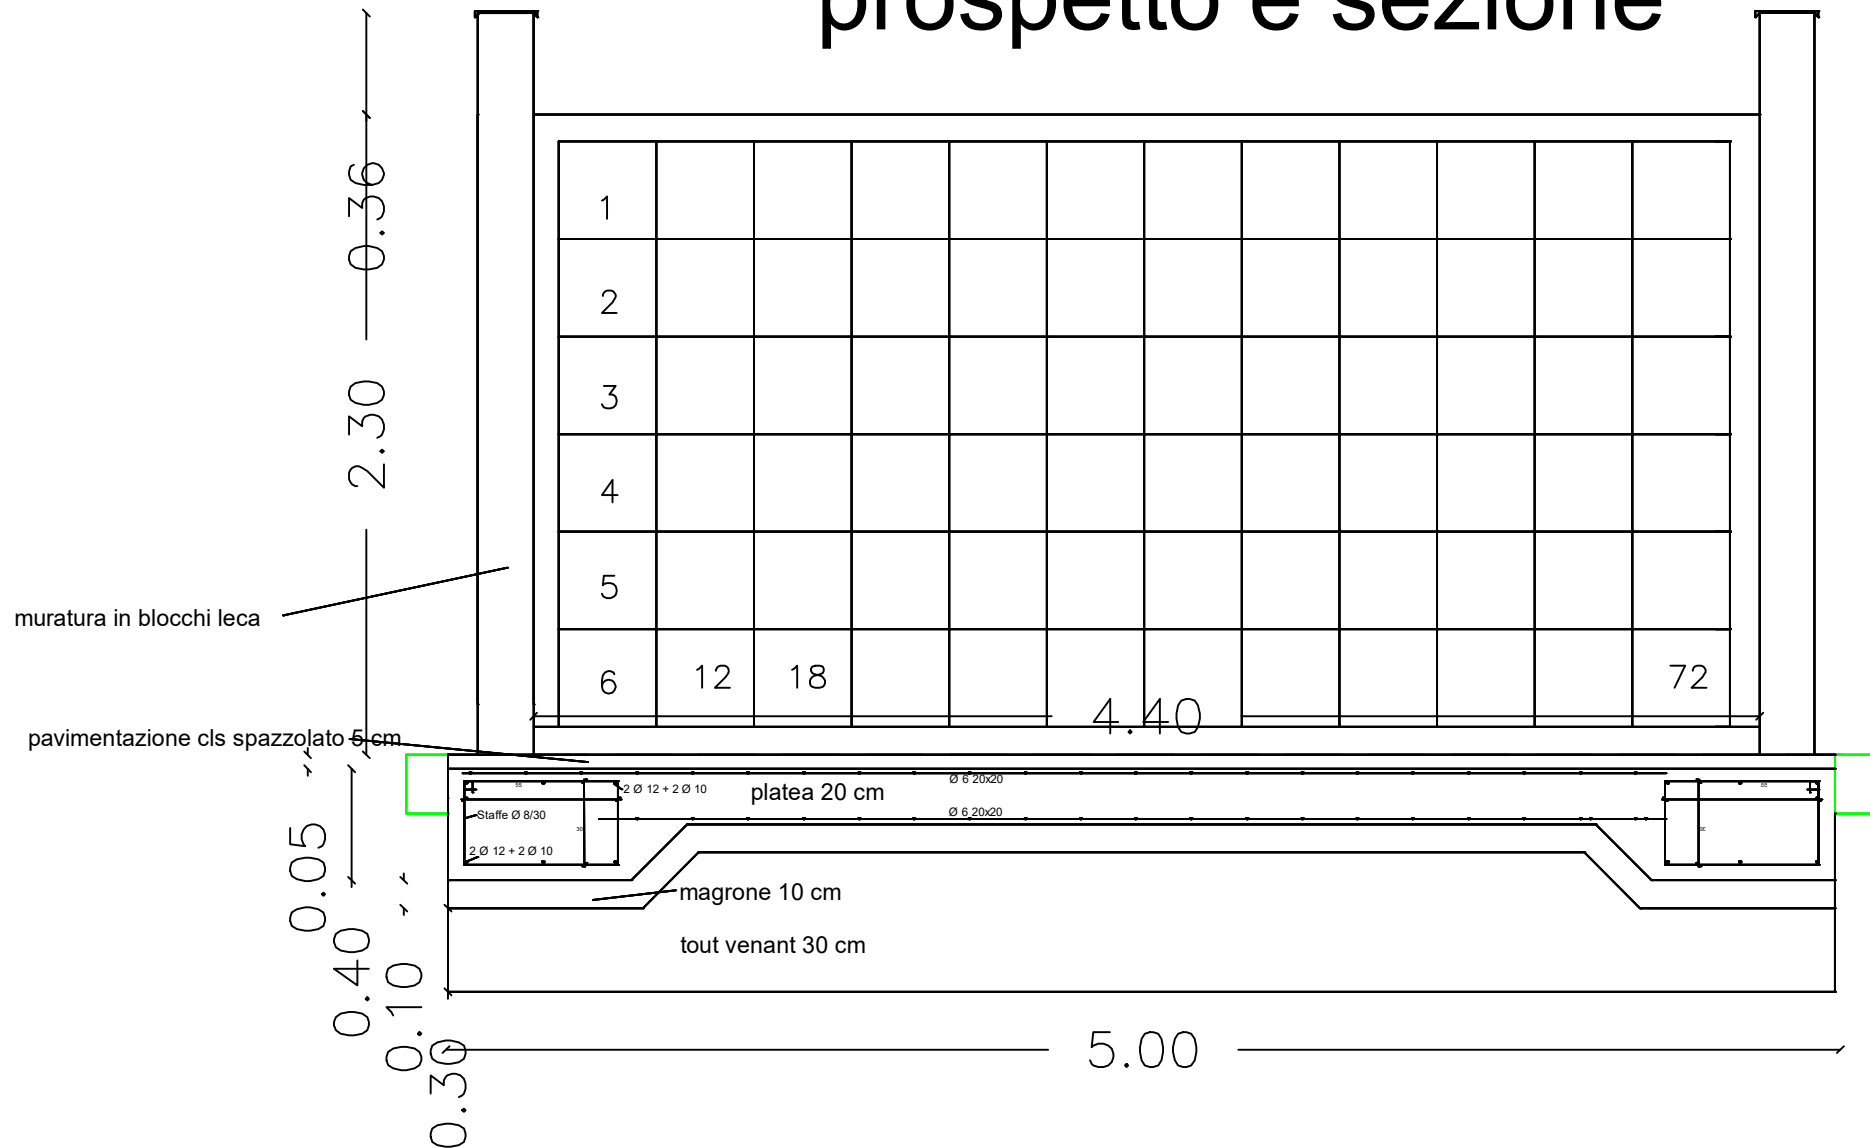 prospetto e sezione
0.36
2.30
1
2
3
4
5
6 12 18 72
4.40
muratura in blocchi leca
pavimentazione cls spazzolato 5 cm
Ø 6 20x20
2 Ø 12 + 2 Ø 10
platea 20 cm
Ø 6 20x20
Staffe Ø 8/30
30
2 Ø 12 + 2 Ø 10
magrone 10 cm
tout venant 30 cm
0.05
0.40
0.10
0.30
5.00